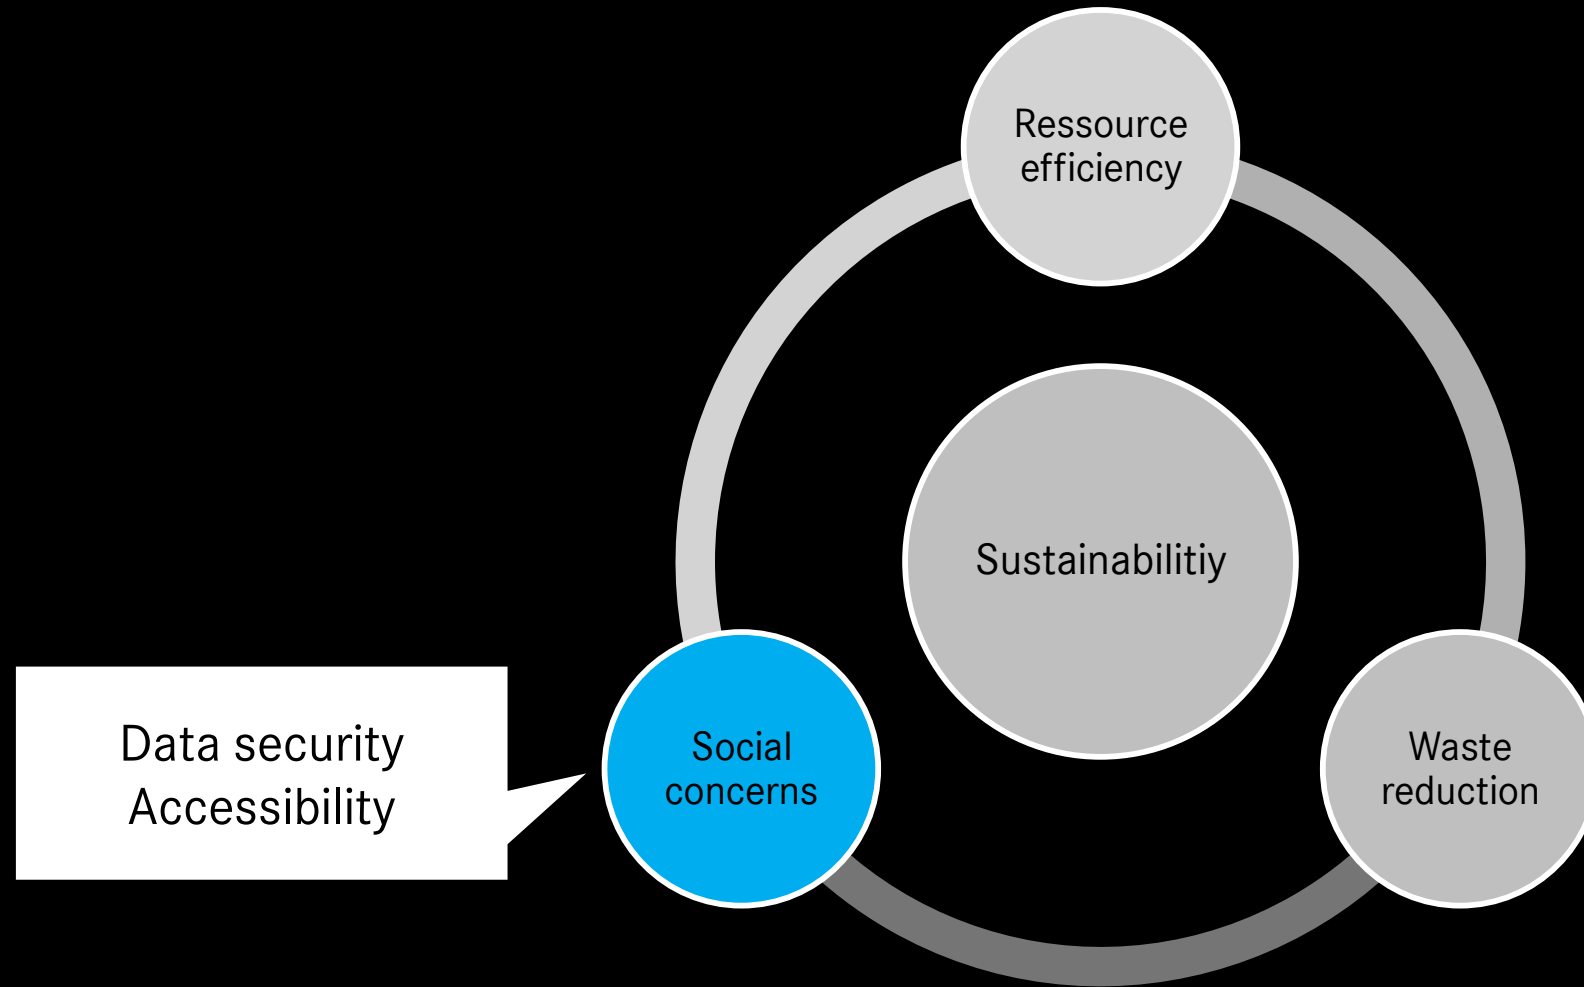 Ressource
efficiency
Sustainabilitiy
Data security
Accessibility
Social
concerns
Waste
reduction